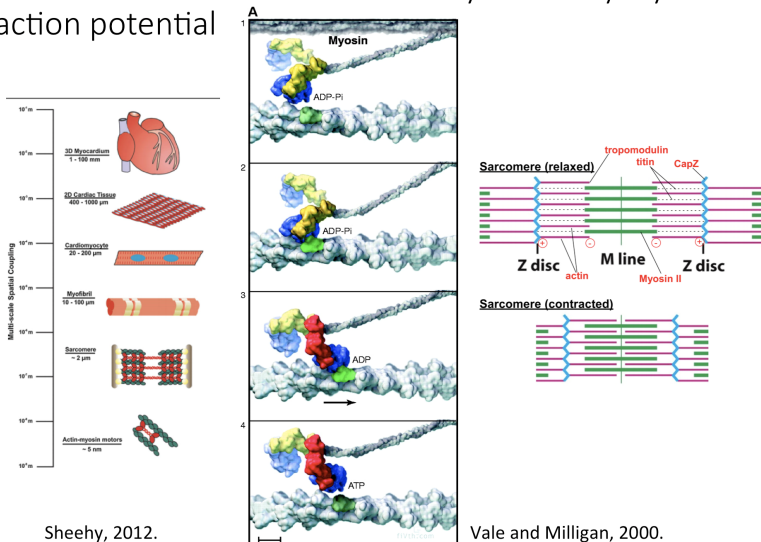 action potential
Multi-scale Spatial Coupling
3D Myocardium
1 - 100 mm
2D Cardiac Tissue
400 - 1000 µm
Cardiomyocyte
20 - 200 µm
Myofibril
10 - 100 µm
Sarcomere
~ 2 µm
Actin-myosin motors
~ 5 nm
Sheehy, 2012.
A
1
Myosin
ADP-Pi
2
ADP-Pi
3
ADP
4
ATP
Sarcomere (relaxed)
tropomodulin
titin
CapZ
+
-
-
+
Z disc
M line
Z disc
actin
Myosin II
Sarcomere (contracted)
Vale and Milligan, 2000.